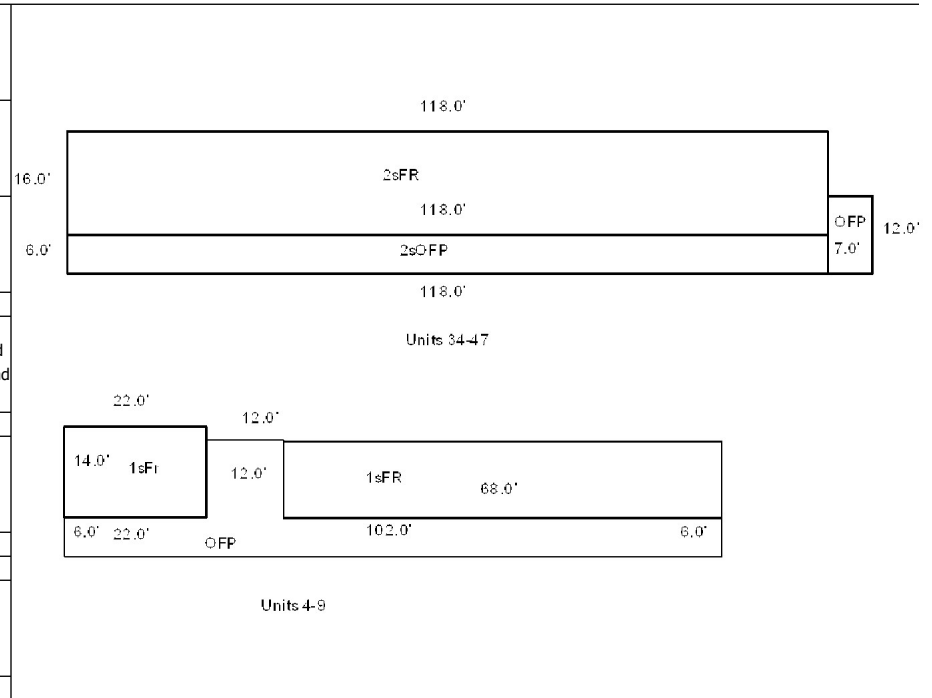 118.0'
16.0'
2sFR
118.0'
OFP
12.0'
6.0'
2sOFP
7.0'
118.0'
Units 34-47
d
nd
22.0'
12.0'
14.0'
1sFr
12.0'
1sFR
68.0'
6.0'
22.0'
OFP
102.0'
6.0'
Units 4-9